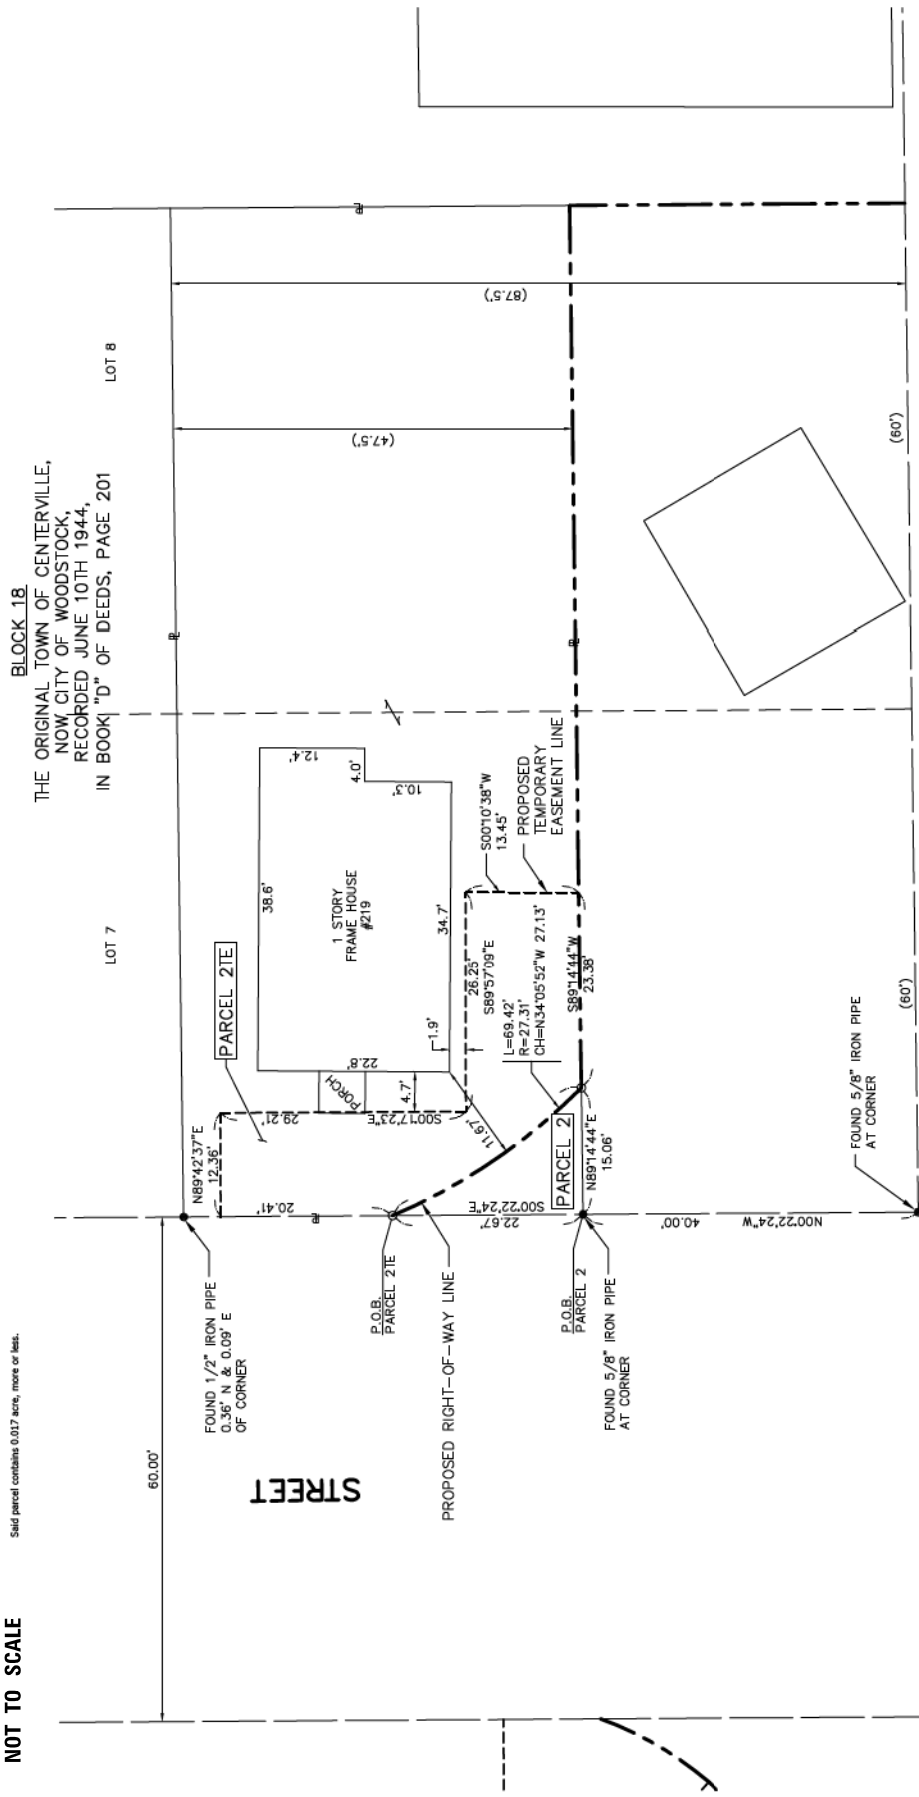 NOT TO SCALE
Said parcel contains 0.017 acre, more or less.
BLOCK 18
THE ORIGINAL TOWN OF CENTERVILLE,
NOW CITY OF WOODSTOCK,
RECORDED JUNE 10TH 1944,
IN BOOK "D" OF DEEDS, PAGE 201
LOT 7
LOT 8
60.00'
STREET
FOUND 1/2" IRON PIPE
0.36' N & 0.09' E
OF CORNER
N89°42'37"E
12.36'
PARCEL 2TE
20.41'
29.21'
S00°17'23"E
PORCH
22.8'
4.7'
38.6'
1 STORY
FRAME HOUSE
#219
12.4'
4.0'
10.3'
34.7'
1.9'
11.67'
26.25'
S89°57'09"E
S00°10'38"W
13.45'
PROPOSED
TEMPORARY
EASEMENT LINE
L=69.42'
R=27.31'
CH=N34°05'52"W 27.13'
S89°14'44"W
23.38'
P.O.B.
PARCEL 2TE
PROPOSED RIGHT-OF-WAY LINE
22.67'
S00°22'24"E
PARCEL 2
N89°14'44"E
15.06'
P.O.B.
PARCEL 2
FOUND 5/8" IRON PIPE
AT CORNER
40.00'
N00°22'24"W
FOUND 5/8" IRON PIPE
AT CORNER
(60')
(60')
(47.5')
(87.5')
PL
PL
PL
PL